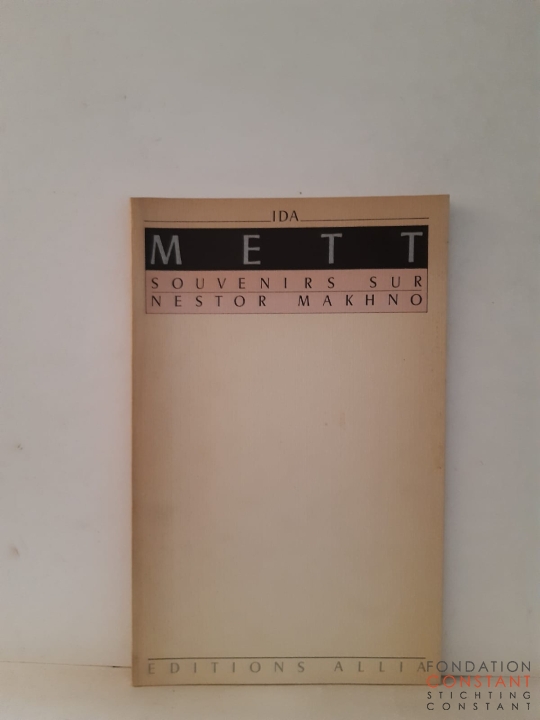 IDA
METT
SOUVENIRS SUR
NESTOR MAKHNO
EDITIONS ALLIA
FONDATION
CONSTANT
STICHTING
CONSTANT